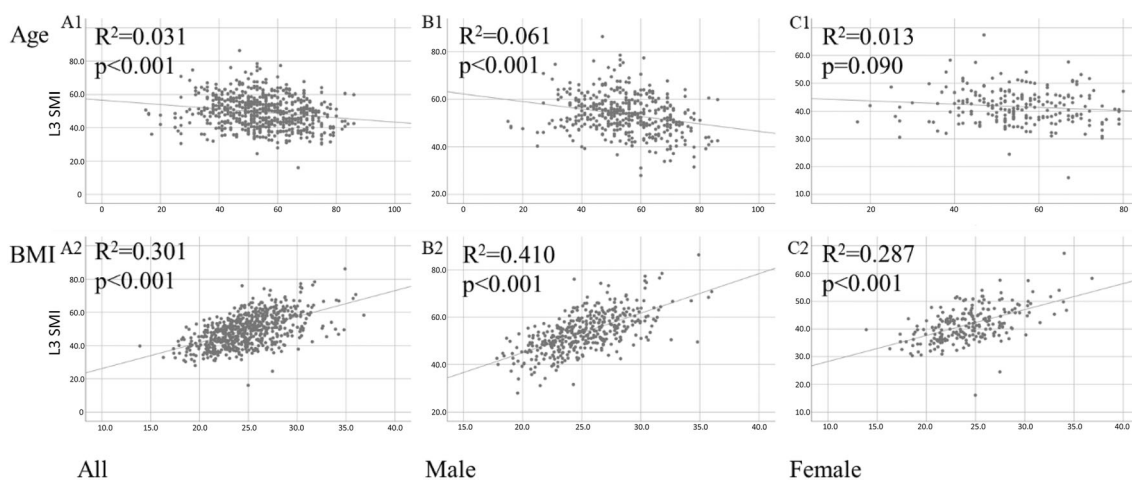 Age
A1
R²=0.031
p<0.001
L3 SMI
80.0
60.0
40.0
20.0
0
0 20 40 60 80 100
B1
R²=0.061
p<0.001
80.0
60.0
40.0
20.0
0 20 40 60 80 100
C1
R²=0.013
p=0.090
70.0
60.0
50.0
40.0
30.0
20.0
10.0
20 40 60 80
BMI
A2
R²=0.301
p<0.001
L3 SMI
80.0
60.0
40.0
20.0
0
10.0 15.0 20.0 25.0 30.0 35.0 40.0
B2
R²=0.410
p<0.001
80.0
60.0
40.0
20.0
15.0 20.0 25.0 30.0 35.0 40.0
C2
R²=0.287
p<0.001
70.0
60.0
50.0
40.0
30.0
20.0
10.0
10.0 15.0 20.0 25.0 30.0 35.0 40.0
All
Male
Female